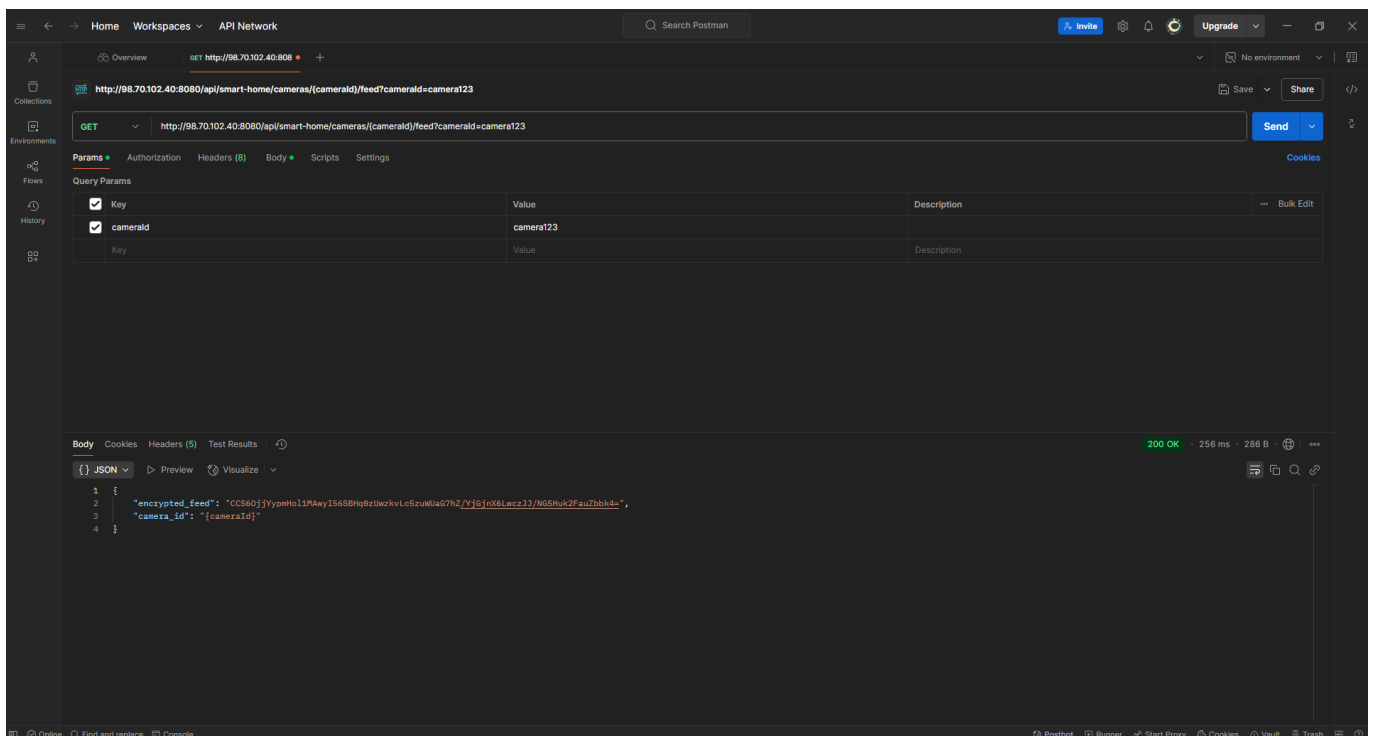 Home Workspaces API Network Search Postman Invite Upgrade
Overview GET http://98.70.102.40:808 No environment
HTTP http://98.70.102.40:8080/api/smart-home/cameras/{cameraId}/feed?cameraId=camera123 Save Share
Collections
GET http://98.70.102.40:8080/api/smart-home/cameras/{cameraId}/feed?cameraId=camera123 Send
Environments
Params Authorization Headers (8) Body Scripts Settings Cookies
Flows
Query Params
Key Value Description Bulk Edit
History
cameraId camera123
Key Value Description
Body Cookies Headers (5) Test Results 200 OK 256 ms 286 B
{} JSON Preview Visualize
1 {
2 "encrypted_feed": "CCS6OjjYypmHol1MAwyI56SBHq0zUwzkvLc5zuWUaG7hZ/YjGjnX6LwczJJ/NG5Muk2FauZbbk4=",
3 "camera_id": "{cameraId}"
4 }
Online Find and replace Console Postbot Runner Start Proxy Cookies Vault Trash